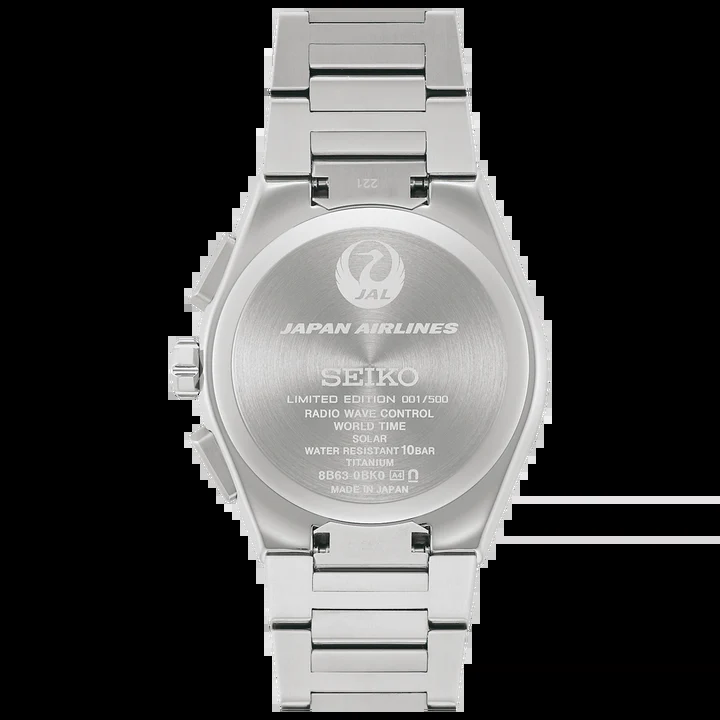 221
JAL
JAPAN AIRLINES
SEIKO
LIMITED EDITION 001/500
RADIO WAVE CONTROL
WORLD TIME
SOLAR
WATER RESISTANT 10BAR
TITANIUM
8B63-0BK0 A4
MADE IN JAPAN